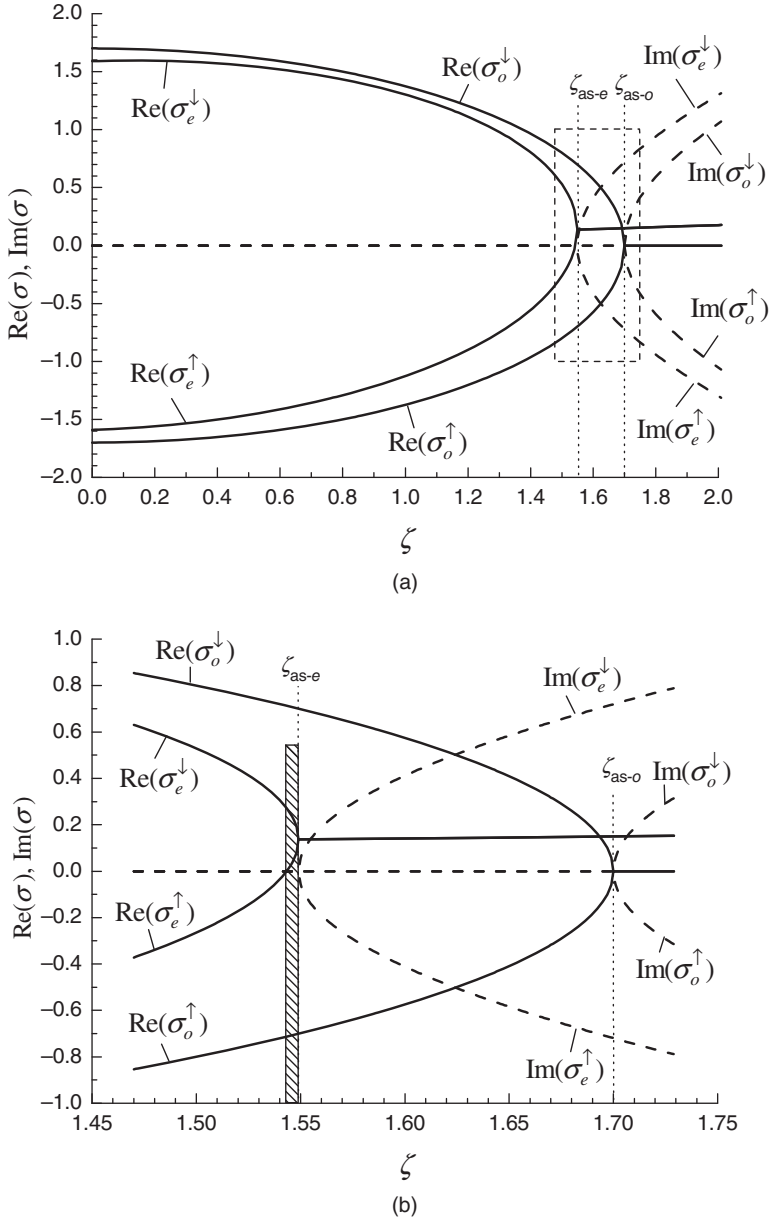 2.0
1.5
1.0
0.5
0.0
−0.5
−1.0
−1.5
−2.0
Re(σ), Im(σ)
Re(σₒ↓)
Re(σₑ↓)
ζas-e
ζas-o
Im(σₑ↓)
Im(σₒ↓)
Re(σₑ↑)
Re(σₒ↑)
Im(σₒ↑)
Im(σₑ↑)
0.0 0.2 0.4 0.6 0.8 1.0 1.2 1.4 1.6 1.8 2.0
ζ
(a)
1.0
0.8
0.6
0.4
0.2
0.0
−0.2
−0.4
−0.6
−0.8
−1.0
Re(σ), Im(σ)
Re(σₒ↓)
ζas-e
Im(σₑ↓)
Re(σₑ↓)
ζas-o
Im(σₒ↓)
Re(σₑ↑)
Re(σₒ↑)
Im(σₒ↑)
Im(σₑ↑)
1.45 1.50 1.55 1.60 1.65 1.70 1.75
ζ
(b)